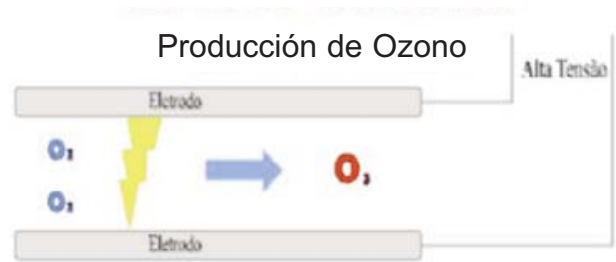 Producción de Ozono
Alta Tensão
Eletrodo
O₂
O₃
O₂
Eletrodo